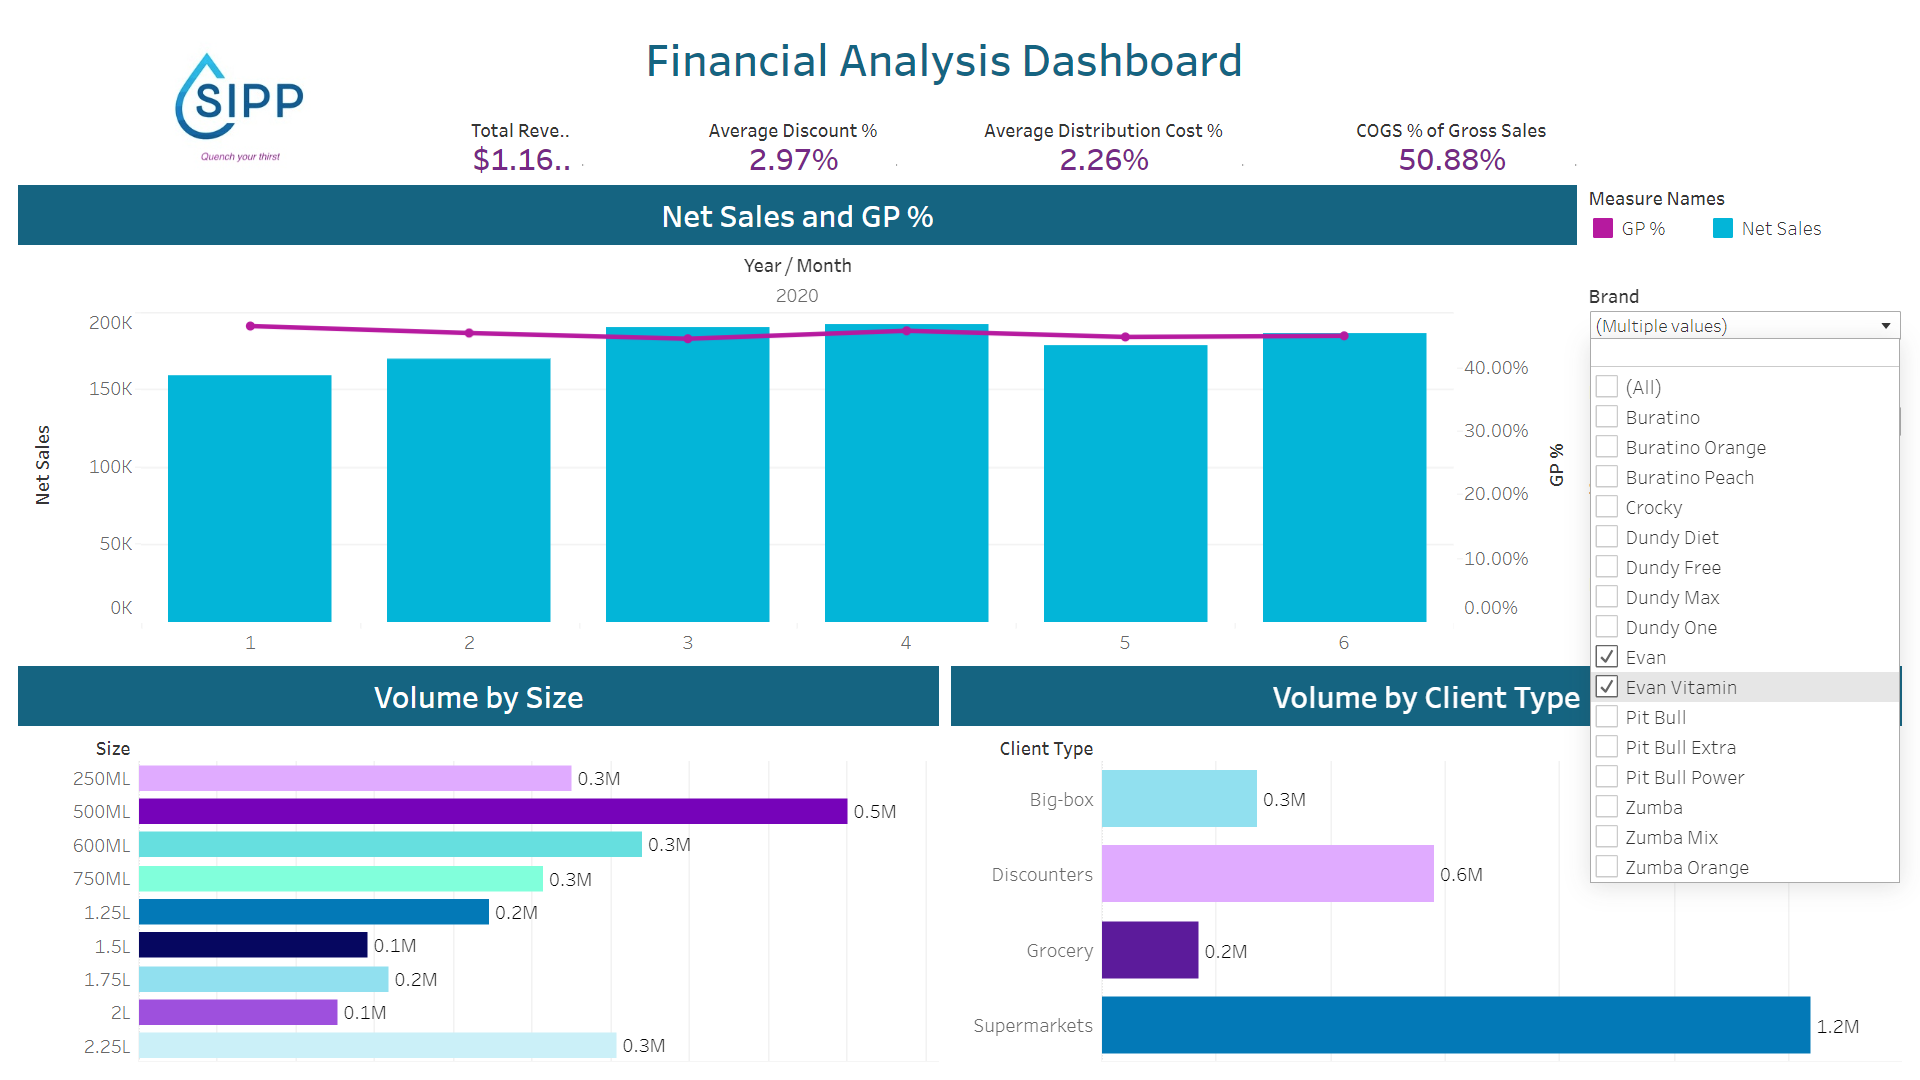 Financial Analysis Dashboard
SIPP
Quench your thirst
Total Reve.. Average Discount % Average Distribution Cost % COGS % of Gross Sales
$1.16.. 2.97% 2.26% 50.88%
Net Sales and GP %
Measure Names
GP % Net Sales
Year / Month
2020
Net Sales
200K
150K
100K
50K
0K
40.00%
30.00%
20.00%
10.00%
0.00%
GP %
1 2 3 4 5 6
Brand
(Multiple values)
(All)
Buratino
Buratino Orange
Buratino Peach
Crocky
Dundy Diet
Dundy Free
Dundy Max
Dundy One
Evan
Evan Vitamin
Pit Bull
Pit Bull Extra
Pit Bull Power
Zumba
Zumba Mix
Zumba Orange
Volume by Size
Size
250ML 0.3M
500ML 0.5M
600ML 0.3M
750ML 0.3M
1.25L 0.2M
1.5L 0.1M
1.75L 0.2M
2L 0.1M
2.25L 0.3M
Volume by Client Type
Client Type
Big-box 0.3M
Discounters 0.6M
Grocery 0.2M
Supermarkets 1.2M